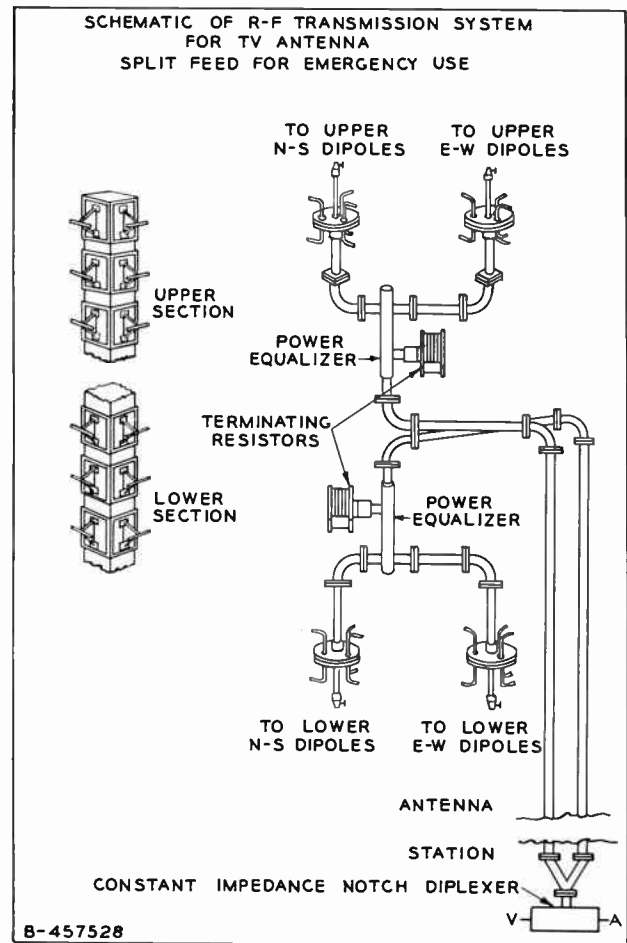 SCHEMATIC OF R-F TRANSMISSION SYSTEM
FOR TV ANTENNA
SPLIT FEED FOR EMERGENCY USE
TO UPPER
N-S DIPOLES
TO UPPER
E-W DIPOLES
UPPER
SECTION
POWER
EQUALIZER
TERMINATING
RESISTORS
LOWER
SECTION
POWER
EQUALIZER
TO LOWER
N-S DIPOLES
TO LOWER
E-W DIPOLES
ANTENNA
STATION
CONSTANT IMPEDANCE NOTCH DIPLEXER
V
A
B-457528